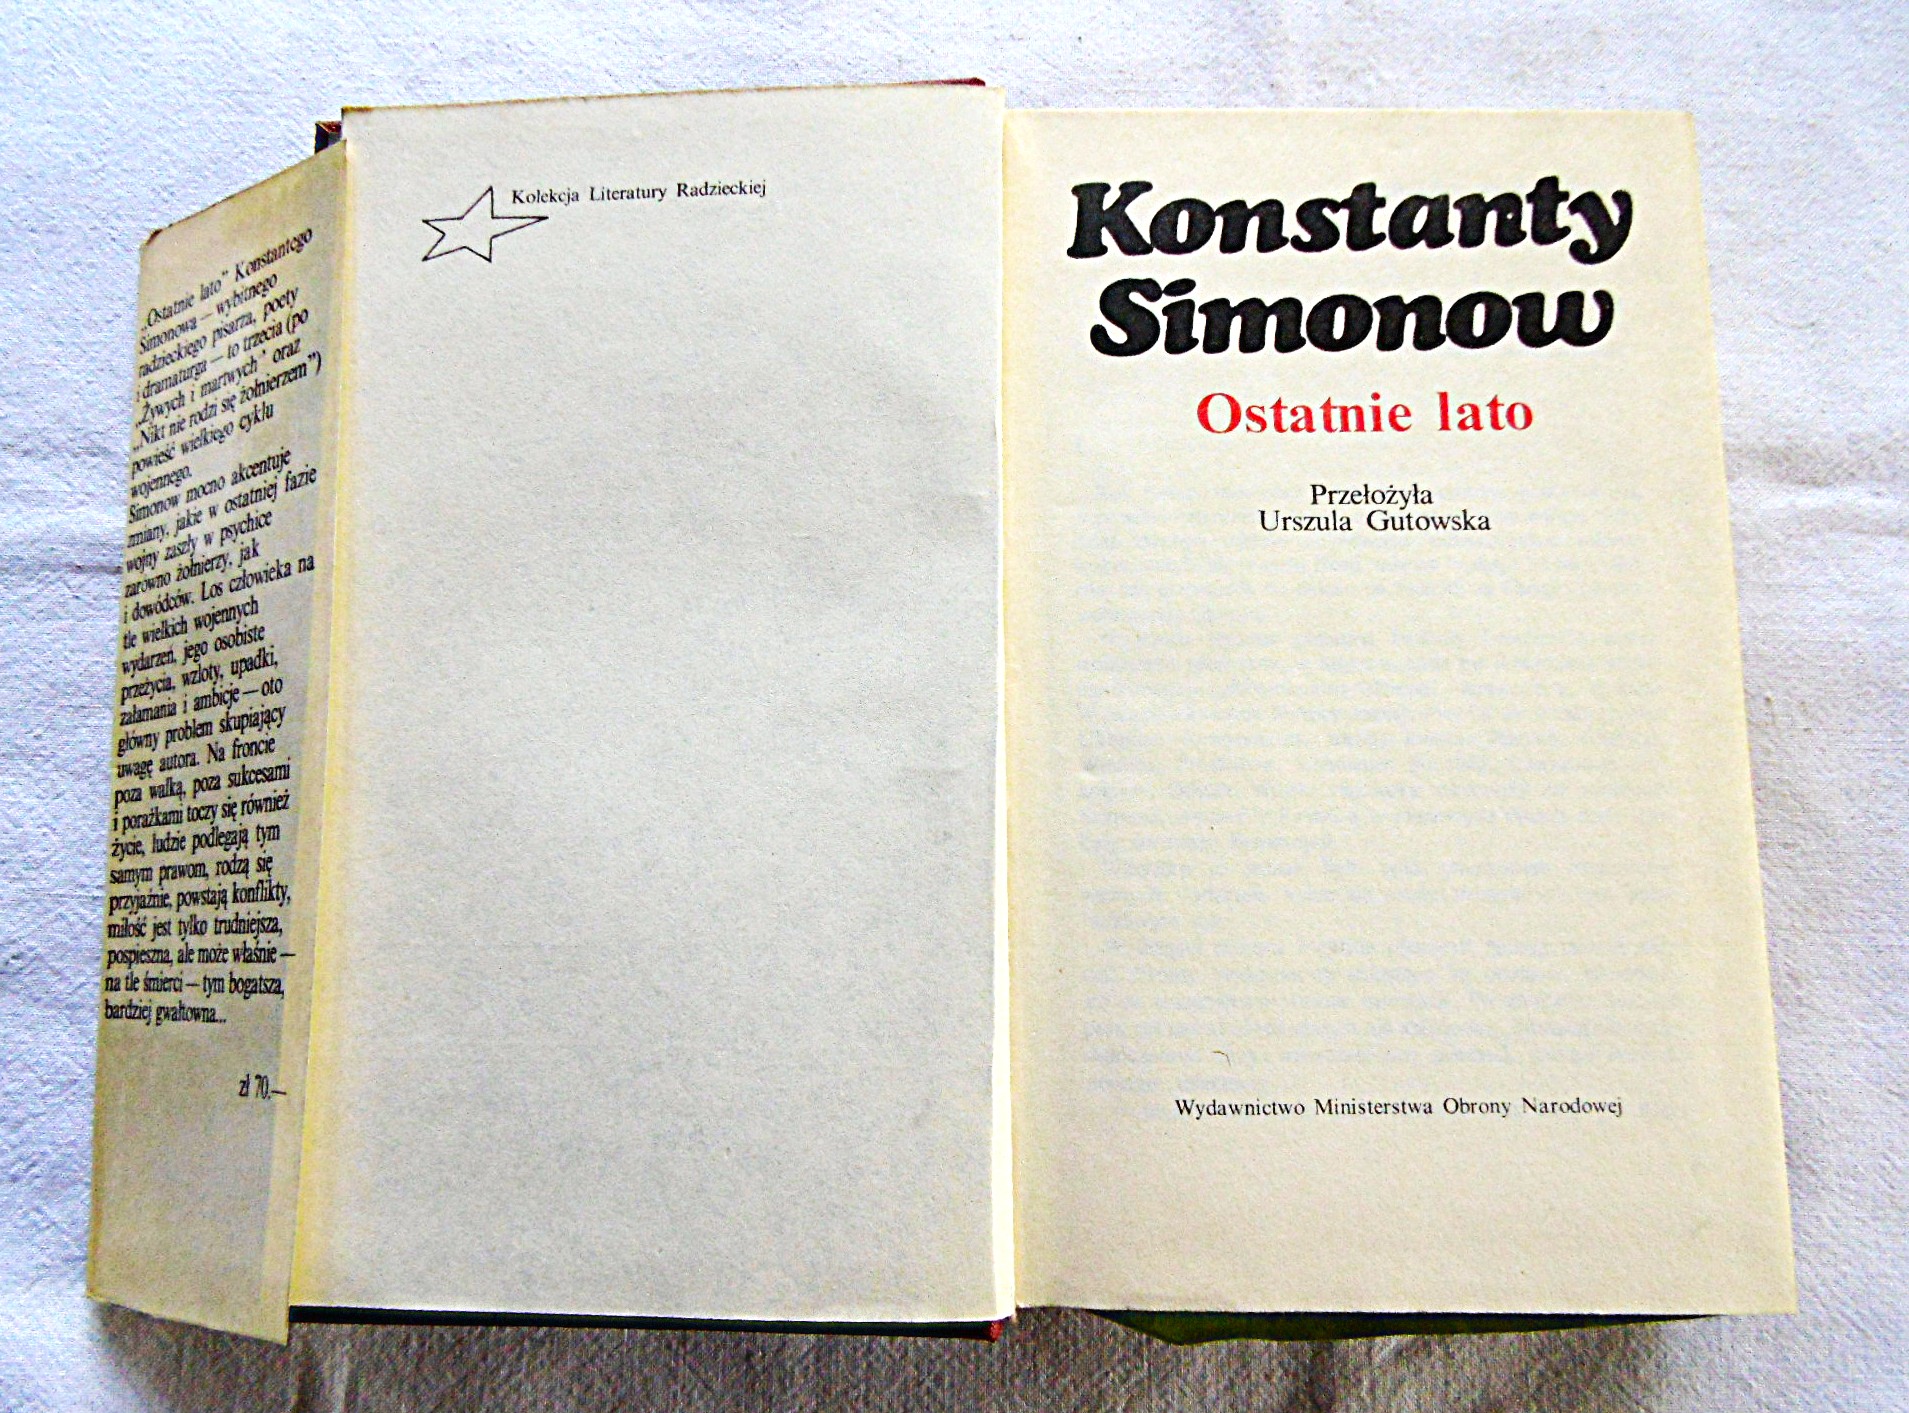 „Ostatnie lato” Konstantego
Simonowa — wybitnego
radzieckiego pisarza, poety
i dramaturga — to trzecia (po
„Żywych i martwych” oraz
„Nikt nie rodzi się żołnierzem”)
powieść wielkiego cyklu
wojennego.
Simonow mocno akcentuje
zmiany, jakie w ostatniej fazie
wojny zaszły w psychice
zarówno żołnierzy, jak
i dowódców. Los człowieka na
tle wielkich wojennych
wydarzeń, jego osobiste
przeżycia, wzloty, upadki,
załamania i ambicje — oto
główny problem skupiający
uwagę autora. Na froncie
poza walką, poza sukcesami
i porażkami toczy się również
życie, ludzie podlegają tym
samym prawom, rodzą się
przyjaźnie, powstają konflikty,
miłość jest tylko trudniejsza,
pospieszna, ale może właśnie —
na tle śmierci — tym bogatsza,
bardziej gwałtowna...
zł 70.—
Kolekcja Literatury Radzieckiej
Konstanty
Simonow
Ostatnie lato
Przełożyła
Urszula Gutowska
Wydawnictwo Ministerstwa Obrony Narodowej